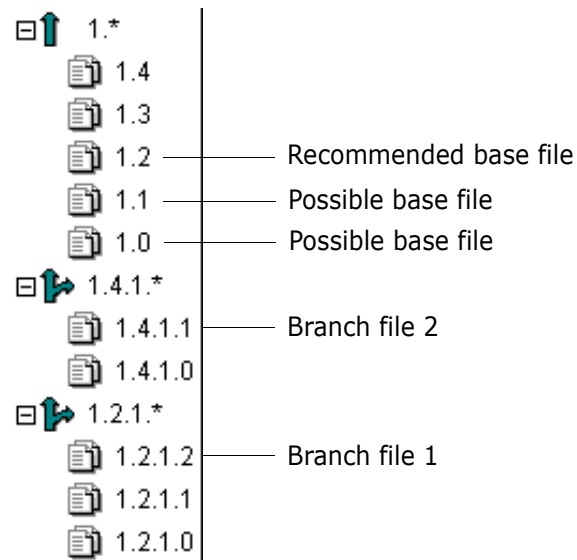 1.*
1.4
1.3
1.2 Recommended base file
1.1 Possible base file
1.0 Possible base file
1.4.1.*
1.4.1.1 Branch file 2
1.4.1.0
1.2.1.*
1.2.1.2 Branch file 1
1.2.1.1
1.2.1.0